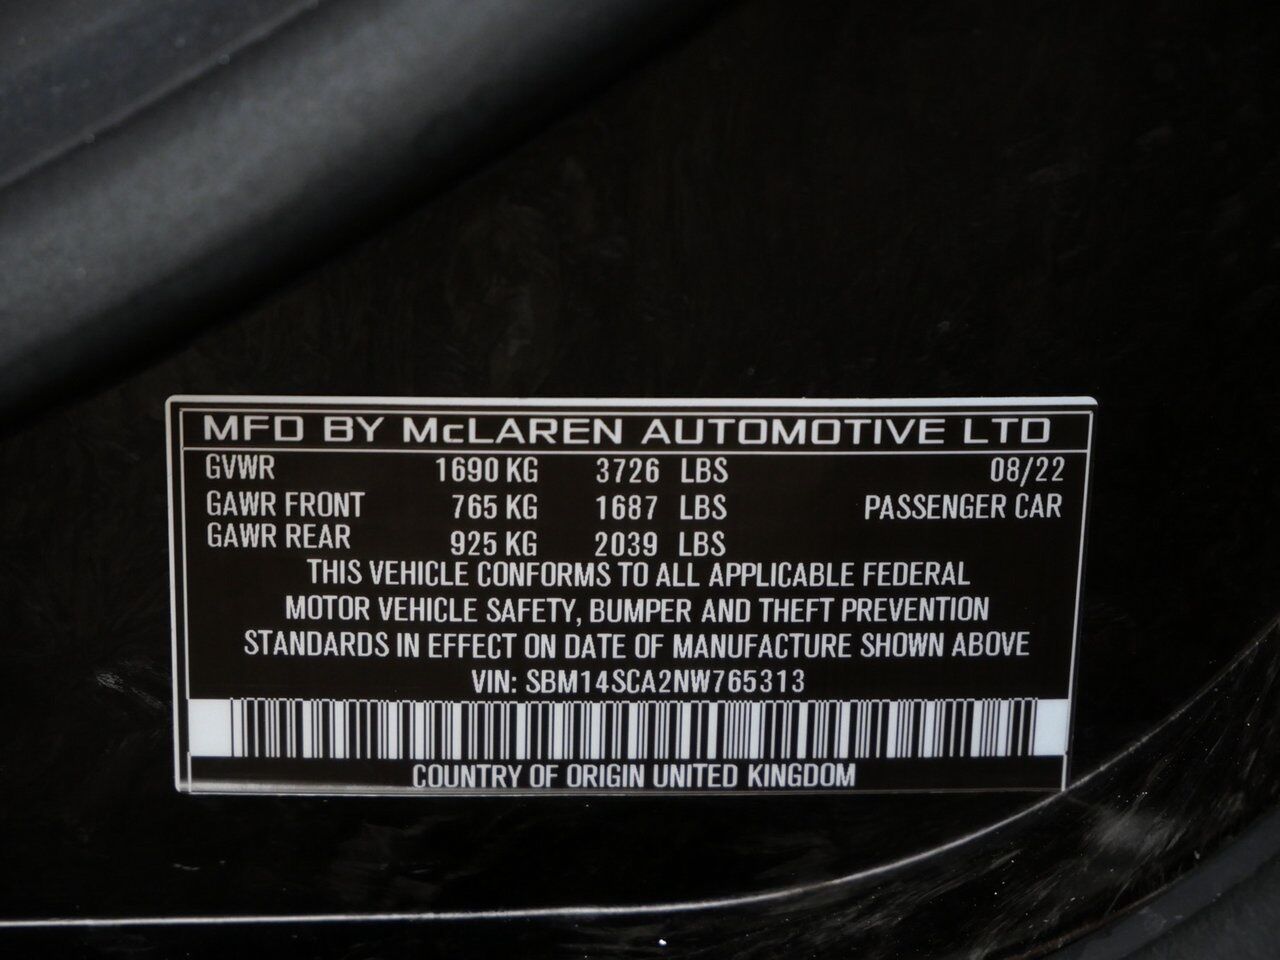 MFD BY McLAREN AUTOMOTIVE LTD
GVWR 1690 KG 3726 LBS 08/22
GAWR FRONT 765 KG 1687 LBS PASSENGER CAR
GAWR REAR 925 KG 2039 LBS
THIS VEHICLE CONFORMS TO ALL APPLICABLE FEDERAL
MOTOR VEHICLE SAFETY, BUMPER AND THEFT PREVENTION
STANDARDS IN EFFECT ON DATE OF MANUFACTURE SHOWN ABOVE
VIN: SBM14SCA2NW765313
COUNTRY OF ORIGIN UNITED KINGDOM